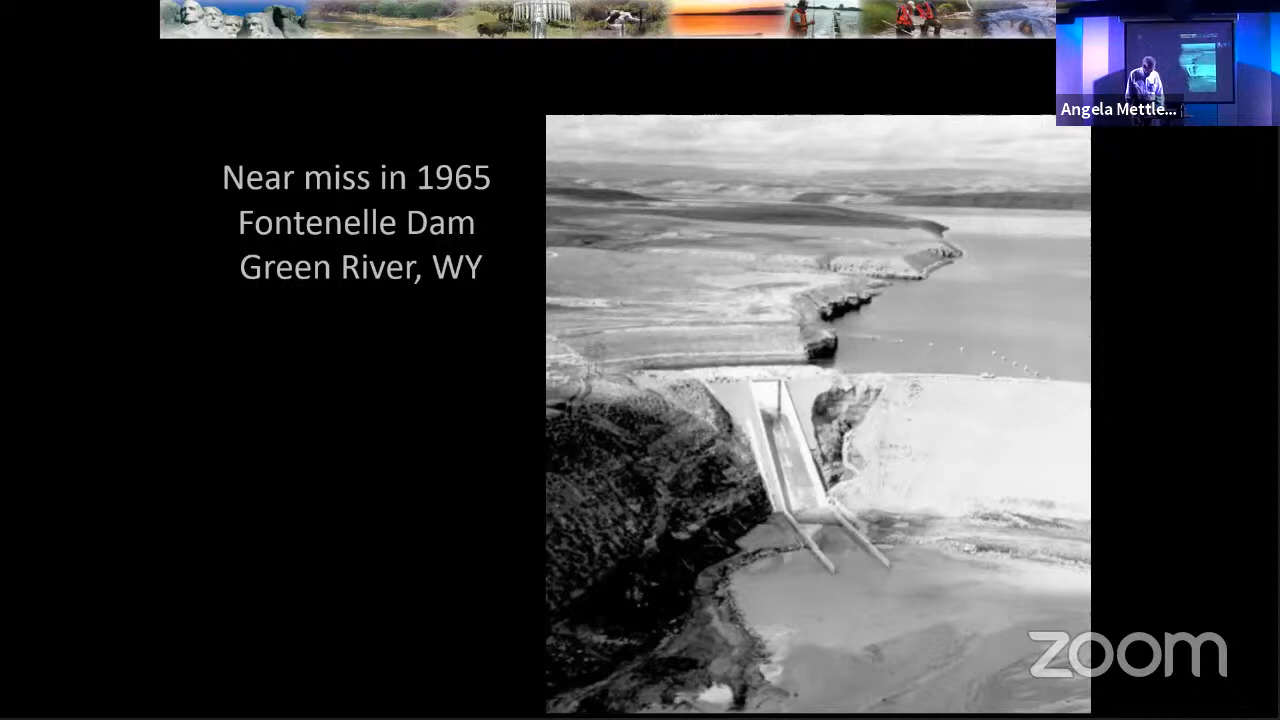 Angela Mettle...
Near miss in 1965
Fontenelle Dam
Green River, WY
zoom